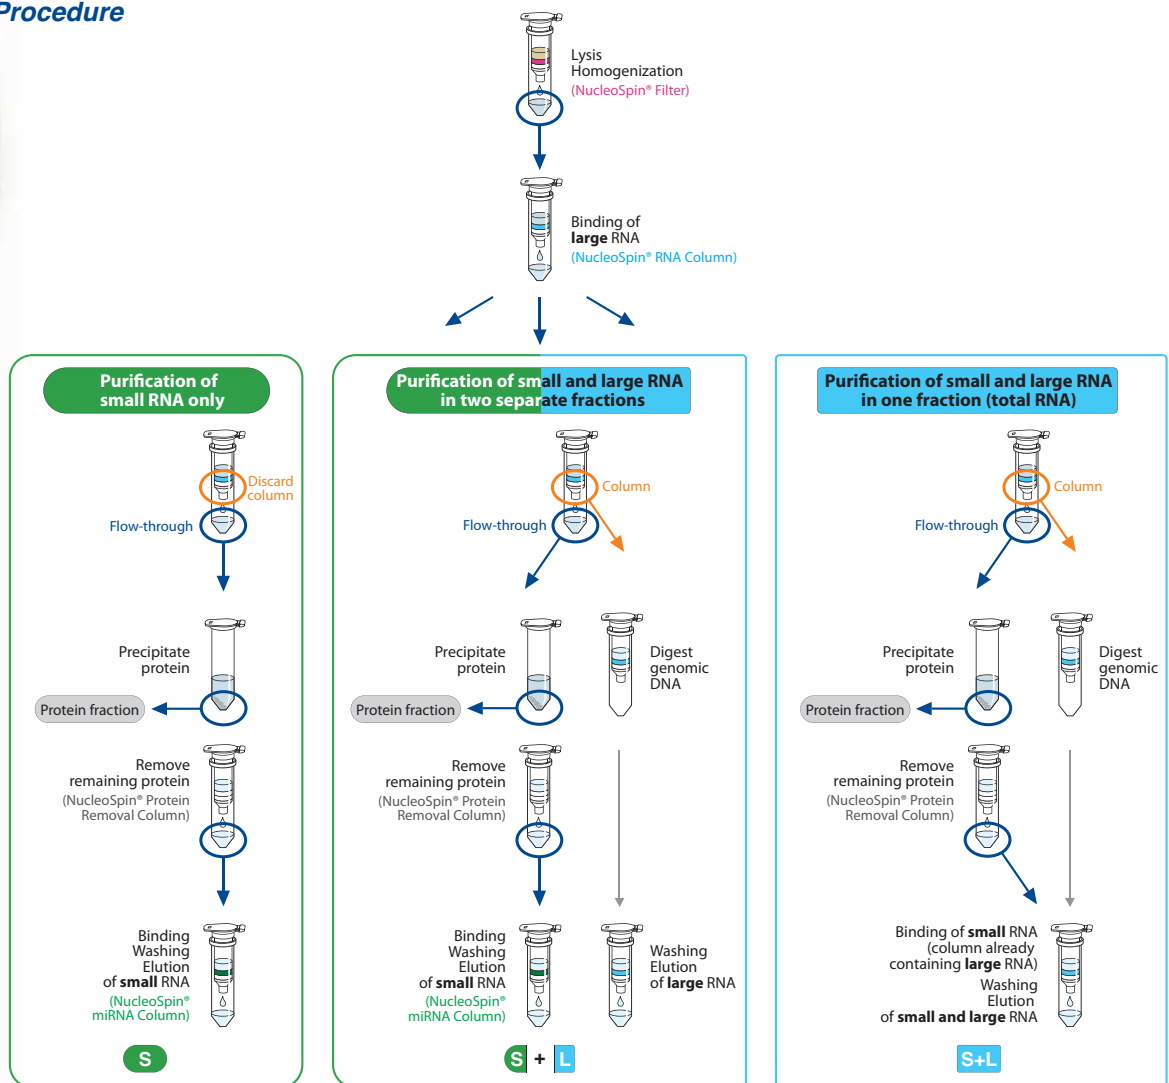 Procedure
Lysis
Homogenization
(NucleoSpin® Filter)
Binding of
large RNA
(NucleoSpin® RNA Column)
Purification of
small RNA only
Discard
column
Flow-through
Precipitate
protein
Protein fraction
Remove
remaining protein
(NucleoSpin® Protein
Removal Column)
Binding
Washing
Elution
of small RNA
(NucleoSpin®
miRNA Column)
S
Purification of small and large RNA
in two separate fractions
Column
Flow-through
Precipitate
protein
Digest
genomic
DNA
Protein fraction
Remove
remaining protein
(NucleoSpin® Protein
Removal Column)
Binding
Washing
Elution
of small RNA
(NucleoSpin®
miRNA Column)
Washing
Elution
of large RNA
S + L
Purification of small and large RNA
in one fraction (total RNA)
Column
Flow-through
Precipitate
protein
Digest
genomic
DNA
Protein fraction
Remove
remaining protein
(NucleoSpin® Protein
Removal Column)
Binding of small RNA
(column already
containing large RNA)
Washing
Elution
of small and large RNA
S+L